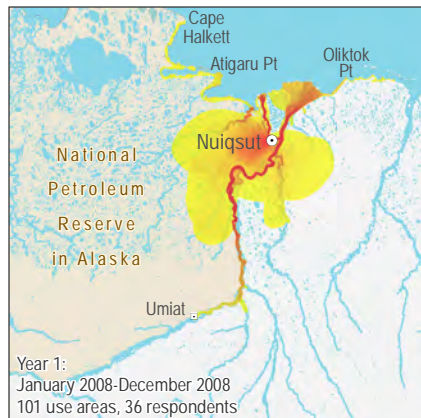 Cape
Halkett
Atigaru Pt
Oliktok
Pt
Nuiqsut
National
Petroleum
Reserve
in Alaska
Umiat
Year 1:
January 2008-December 2008
101 use areas, 36 respondents